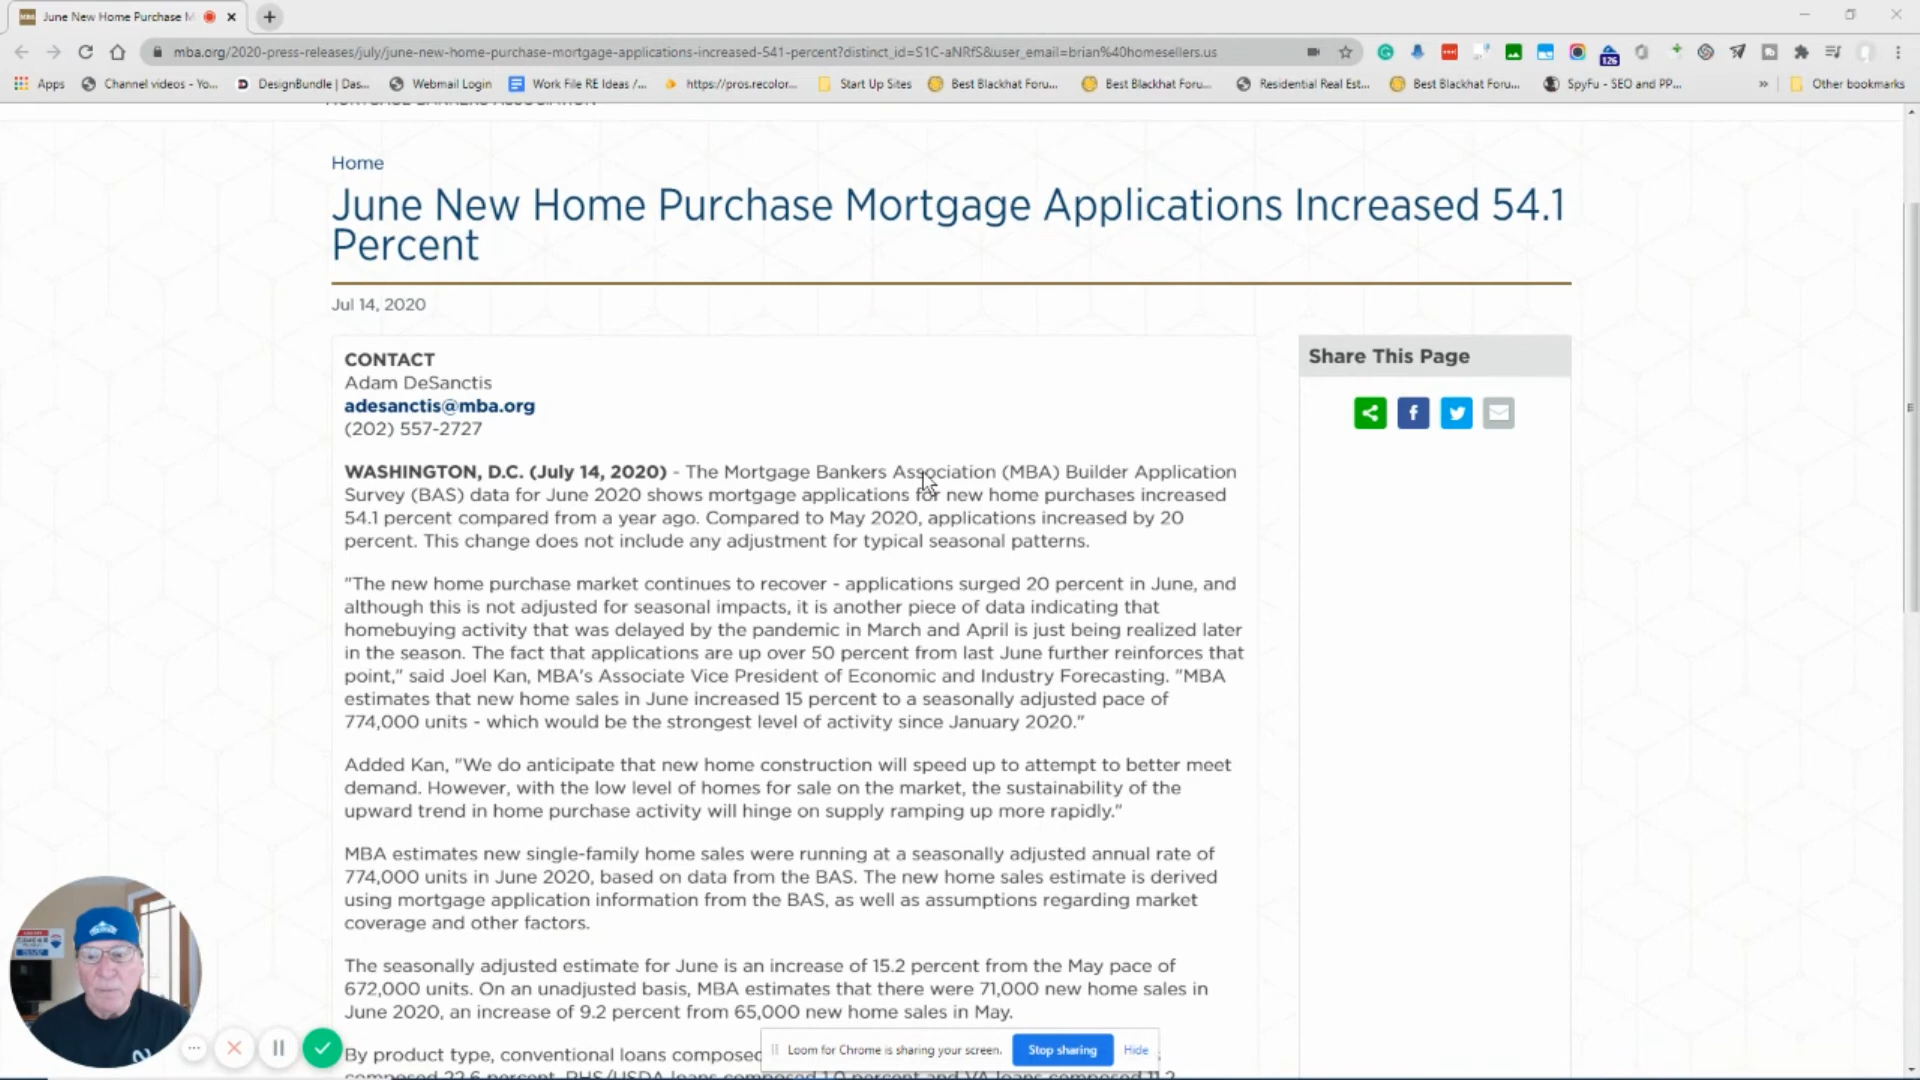 June New Home Purchase M
mba.org/2020-press-releases/july/june-new-home-purchase-mortgage-applications-increased-541-percent?distinct_id=S1C-aNRfS&user_email=brian%40homesellers.us
126
Apps Channel videos - Yo... DesignBundle | Das... Webmail Login Work File RE Ideas /... https://pros.recolor... Start Up Sites Best Blackhat Foru... Best Blackhat Foru... Residential Real Est... Best Blackhat Foru... SpyFu - SEO and PP... » Other bookmarks
MORTGAGE BANKERS ASSOCIATION
Home
June New Home Purchase Mortgage Applications Increased 54.1
Percent
Jul 14, 2020
CONTACT
Adam DeSanctis
adesanctis@mba.org
(202) 557-2727
Share This Page
WASHINGTON, D.C. (July 14, 2020) - The Mortgage Bankers Association (MBA) Builder Application
Survey (BAS) data for June 2020 shows mortgage applications for new home purchases increased
54.1 percent compared from a year ago. Compared to May 2020, applications increased by 20
percent. This change does not include any adjustment for typical seasonal patterns.
"The new home purchase market continues to recover - applications surged 20 percent in June, and
although this is not adjusted for seasonal impacts, it is another piece of data indicating that
homebuying activity that was delayed by the pandemic in March and April is just being realized later
in the season. The fact that applications are up over 50 percent from last June further reinforces that
point," said Joel Kan, MBA's Associate Vice President of Economic and Industry Forecasting. "MBA
estimates that new home sales in June increased 15 percent to a seasonally adjusted pace of
774,000 units - which would be the strongest level of activity since January 2020."
Added Kan, "We do anticipate that new home construction will speed up to attempt to better meet
demand. However, with the low level of homes for sale on the market, the sustainability of the
upward trend in home purchase activity will hinge on supply ramping up more rapidly."
MBA estimates new single-family home sales were running at a seasonally adjusted annual rate of
774,000 units in June 2020, based on data from the BAS. The new home sales estimate is derived
using mortgage application information from the BAS, as well as assumptions regarding market
coverage and other factors.
The seasonally adjusted estimate for June is an increase of 15.2 percent from the May pace of
672,000 units. On an unadjusted basis, MBA estimates that there were 71,000 new home sales in
June 2020, an increase of 9.2 percent from 65,000 new home sales in May.
Loom for Chrome is sharing your screen. Stop sharing Hide
By product type, conventional loans composed
composed 22.6 percent, RHS/USDA loans composed 1.0 percent and VA loans composed 11.2